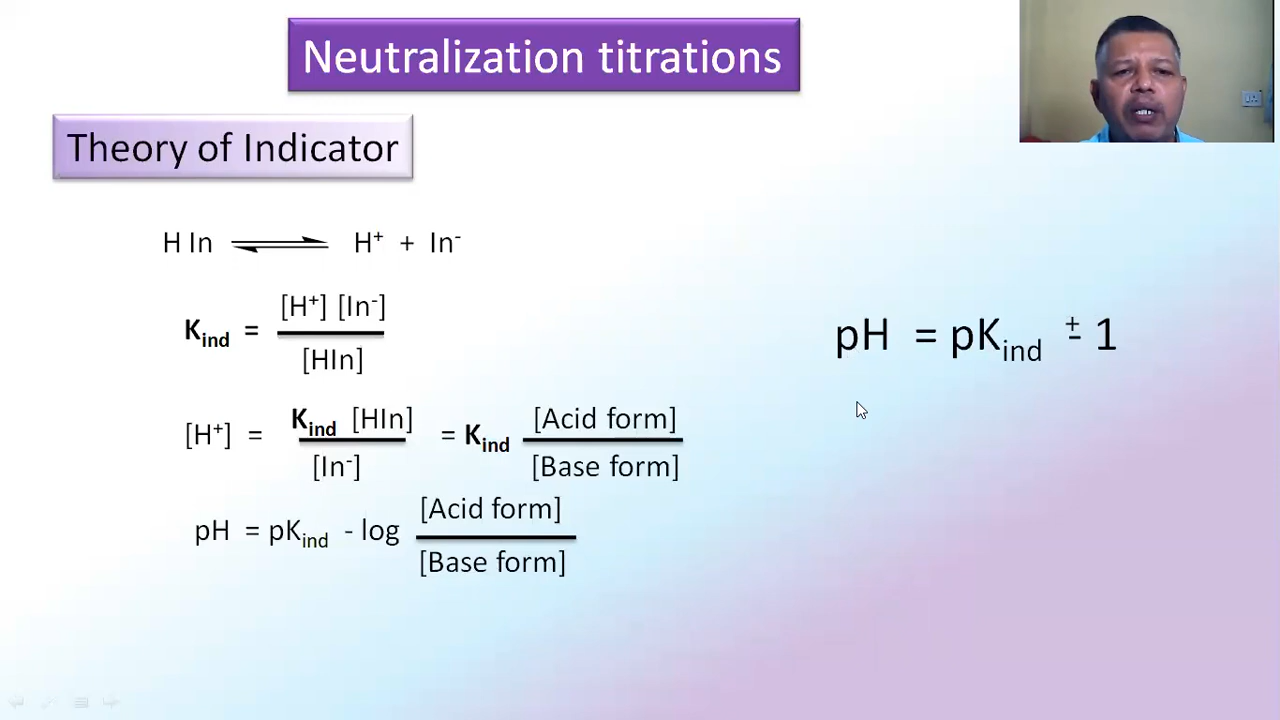 Neutralization titrations
Theory of Indicator
H In ⇌ H⁺ + In⁻
K_ind = [H⁺] [In⁻] / [HIn]
[H⁺] = K_ind [HIn] / [In⁻] = K_ind [Acid form] / [Base form]
pH = pK_ind - log [Acid form] / [Base form]
pH = pK_ind ± 1